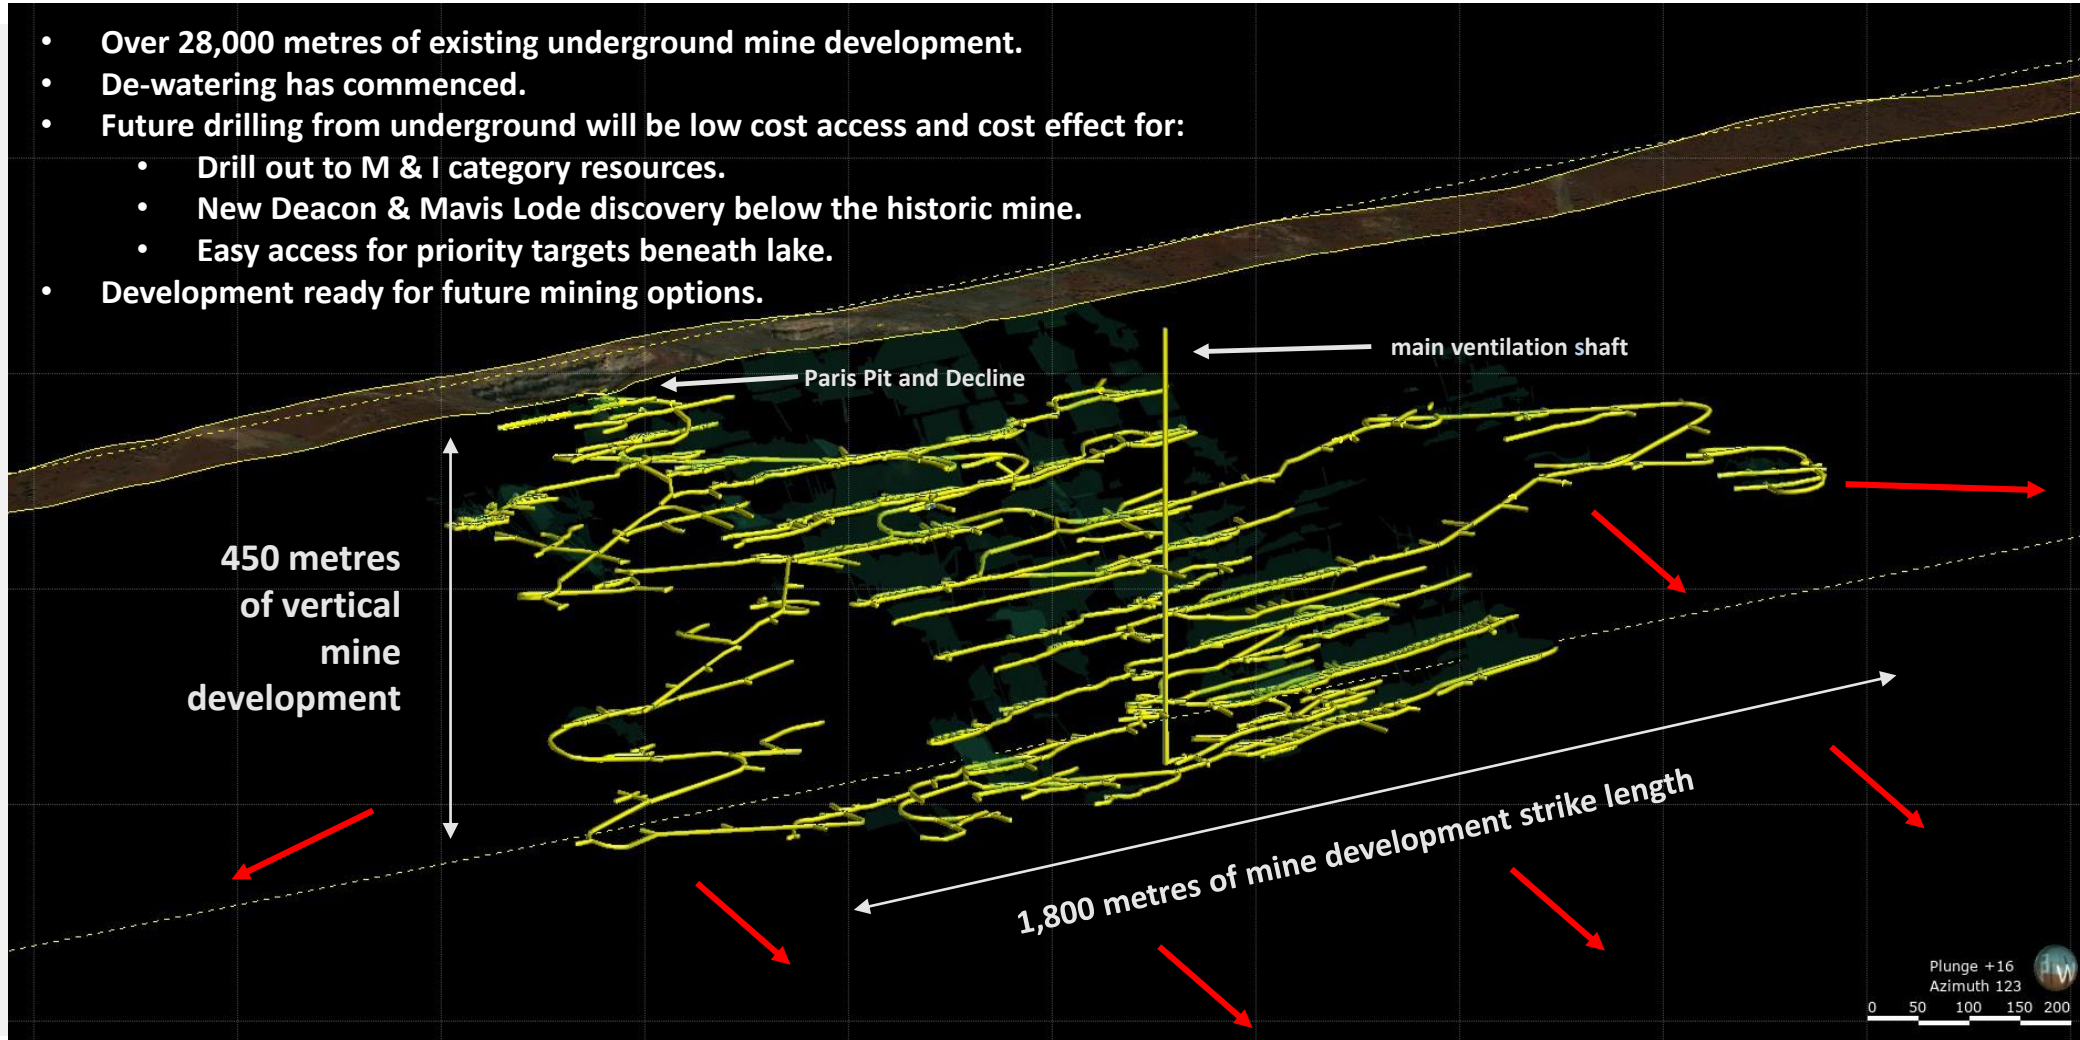 • Over 28,000 metres of existing underground mine development.
• De-watering has commenced.
• Future drilling from underground will be low cost access and cost effect for:
• Drill out to M & I category resources.
• New Deacon & Mavis Lode discovery below the historic mine.
• Easy access for priority targets beneath lake.
• Development ready for future mining options.
main ventilation shaft
Paris Pit and Decline
450 metres
of vertical
mine
development
1,800 metres of mine development strike length
Plunge +16
Azimuth 123
W
0 50 100 150 200